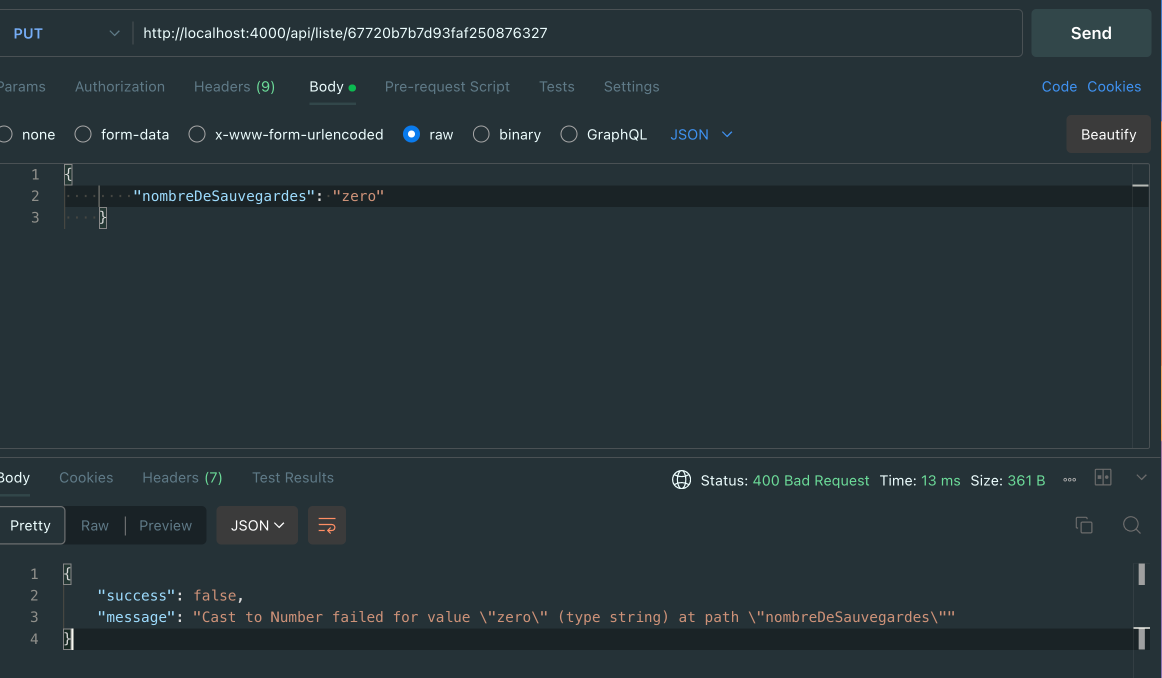 PUT http://localhost:4000/api/liste/67720b7b7d93faf250876327 Send
Params Authorization Headers (9) Body Pre-request Script Tests Settings Code Cookies
none form-data x-www-form-urlencoded raw binary GraphQL JSON Beautify
1 {
2 "nombreDeSauvegardes": "zero"
3 }
Body Cookies Headers (7) Test Results Status: 400 Bad Request Time: 13 ms Size: 361 B
Pretty Raw Preview JSON
1 {
2 "success": false,
3 "message": "Cast to Number failed for value \"zero\" (type string) at path \"nombreDeSauvegardes\""
4 }